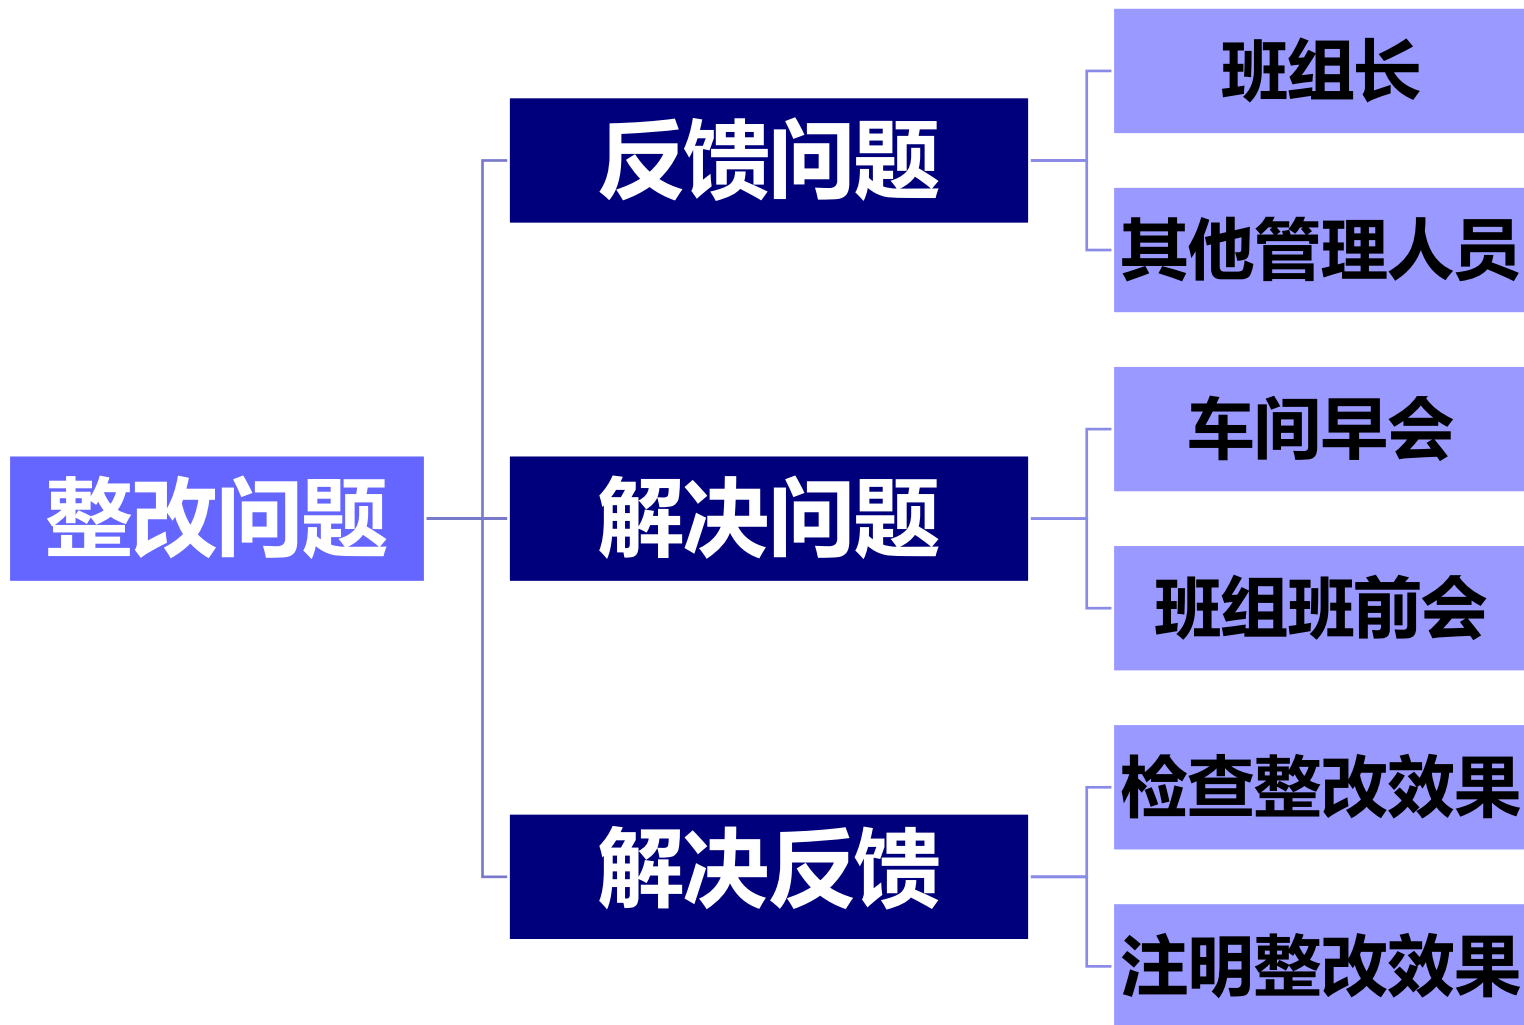 整改问题
反馈问题
班组长
其他管理人员
解决问题
车间早会
班组班前会
解决反馈
检查整改效果
注明整改效果